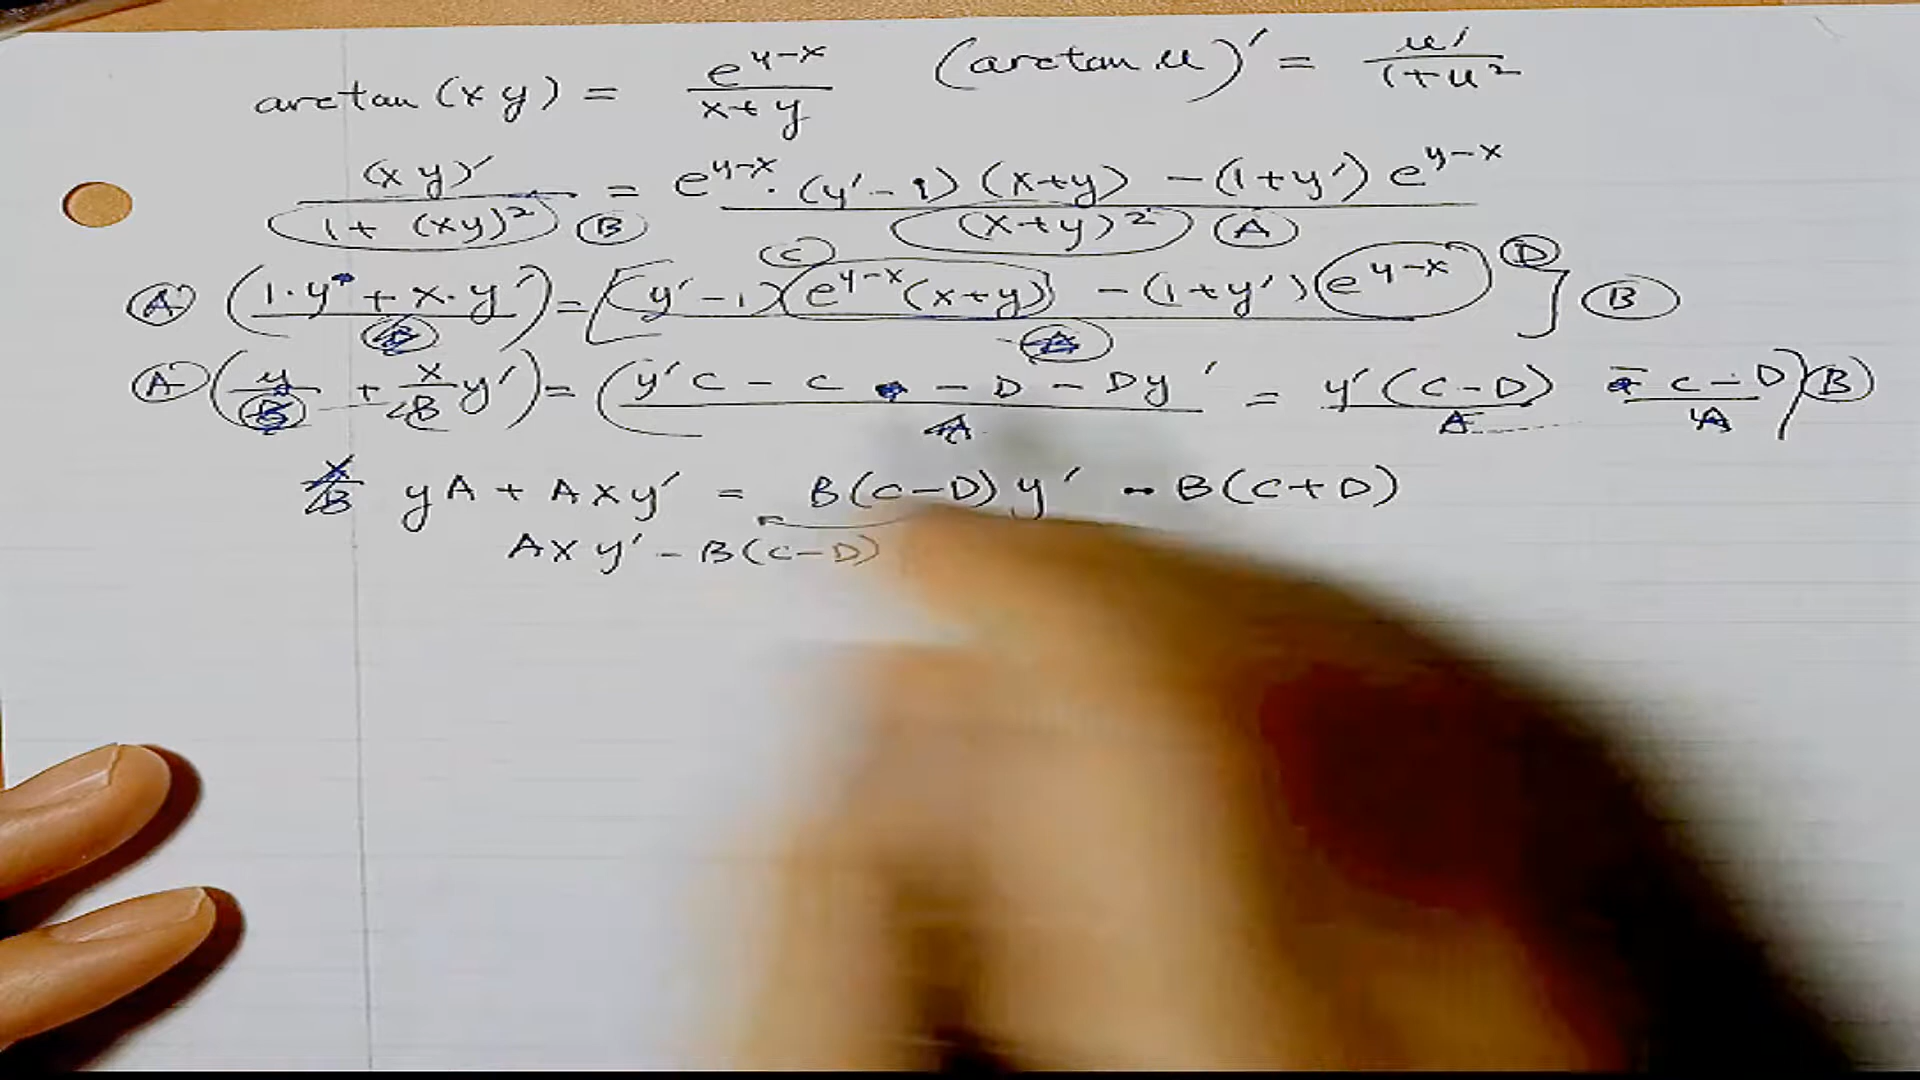 arctan (xy) = e^{y-x} / (x+y)    (arctan u)' = u' / (1+u²)
(xy)' / (1+ (xy)²) Ⓑ = e^{y-x} · (y'-1) (x+y) - (1+y') e^{y-x} / (x+y)² Ⓐ
Ⓐ (1·y + x·y') = [(y'-1) Ⓒ (e^{y-x}(x+y)) - (1+y') (e^{y-x}) Ⓓ] Ⓑ
Ⓐ (y/B + x/B y') = (y'C - C - D - Dy' / A = y'(C-D) / A - C-D / A) Ⓑ
yA + Axy' = B(C-D)y' - B(C+D)
Axy' - B(C-D)